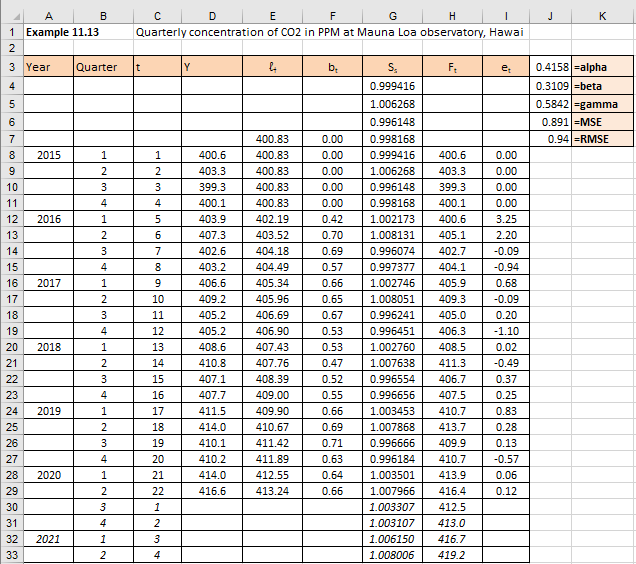 A B C D E F G H I J K
1 Example 11.13 Quarterly concentration of CO2 in PPM at Mauna Loa observatory, Hawai
2
3 Year Quarter t Y ℓₜ bₜ Sₛ Fₜ eₜ 0.4158 =alpha
4 0.999416 0.3109 =beta
5 1.006268 0.5842 =gamma
6 0.996148 0.891 =MSE
7 400.83 0.00 0.998168 0.94 =RMSE
8 2015 1 1 400.6 400.83 0.00 0.999416 400.6 0.00
9 2 2 403.3 400.83 0.00 1.006268 403.3 0.00
10 3 3 399.3 400.83 0.00 0.996148 399.3 0.00
11 4 4 400.1 400.83 0.00 0.998168 400.1 0.00
12 2016 1 5 403.9 402.19 0.42 1.002173 400.6 3.25
13 2 6 407.3 403.52 0.70 1.008131 405.1 2.20
14 3 7 402.6 404.18 0.69 0.996074 402.7 -0.09
15 4 8 403.2 404.49 0.57 0.997377 404.1 -0.94
16 2017 1 9 406.6 405.34 0.66 1.002746 405.9 0.68
17 2 10 409.2 405.96 0.65 1.008051 409.3 -0.09
18 3 11 405.2 406.69 0.67 0.996241 405.0 0.20
19 4 12 405.2 406.90 0.53 0.996451 406.3 -1.10
20 2018 1 13 408.6 407.43 0.53 1.002760 408.5 0.02
21 2 14 410.8 407.76 0.47 1.007638 411.3 -0.49
22 3 15 407.1 408.39 0.52 0.996554 406.7 0.37
23 4 16 407.7 409.00 0.55 0.996656 407.5 0.25
24 2019 1 17 411.5 409.90 0.66 1.003453 410.7 0.83
25 2 18 414.0 410.67 0.69 1.007868 413.7 0.28
26 3 19 410.1 411.42 0.71 0.996666 409.9 0.13
27 4 20 410.2 411.89 0.63 0.996184 410.7 -0.57
28 2020 1 21 414.0 412.55 0.64 1.003501 413.9 0.06
29 2 22 416.6 413.24 0.66 1.007966 416.4 0.12
30 3 1 1.003307 412.5
31 4 2 1.003107 413.0
32 2021 1 3 1.006150 416.7
33 2 4 1.008006 419.2